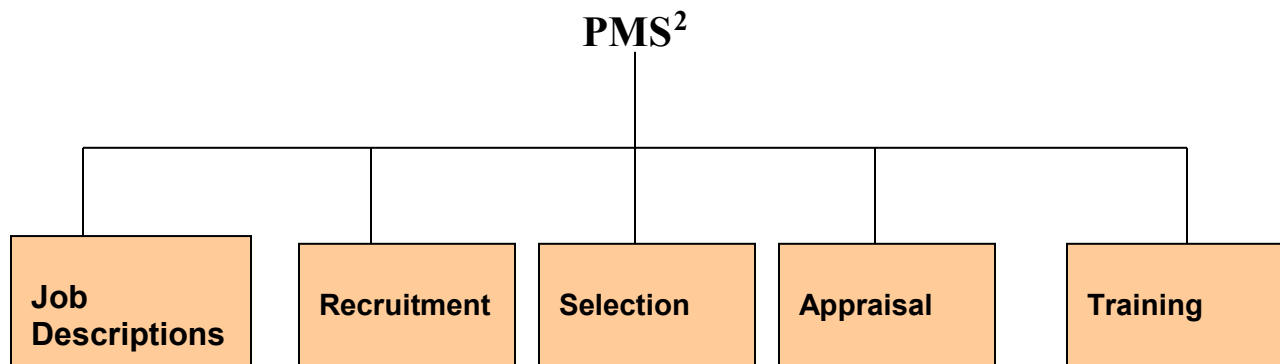 PMS²
Job
Descriptions
Recruitment
Selection
Appraisal
Training